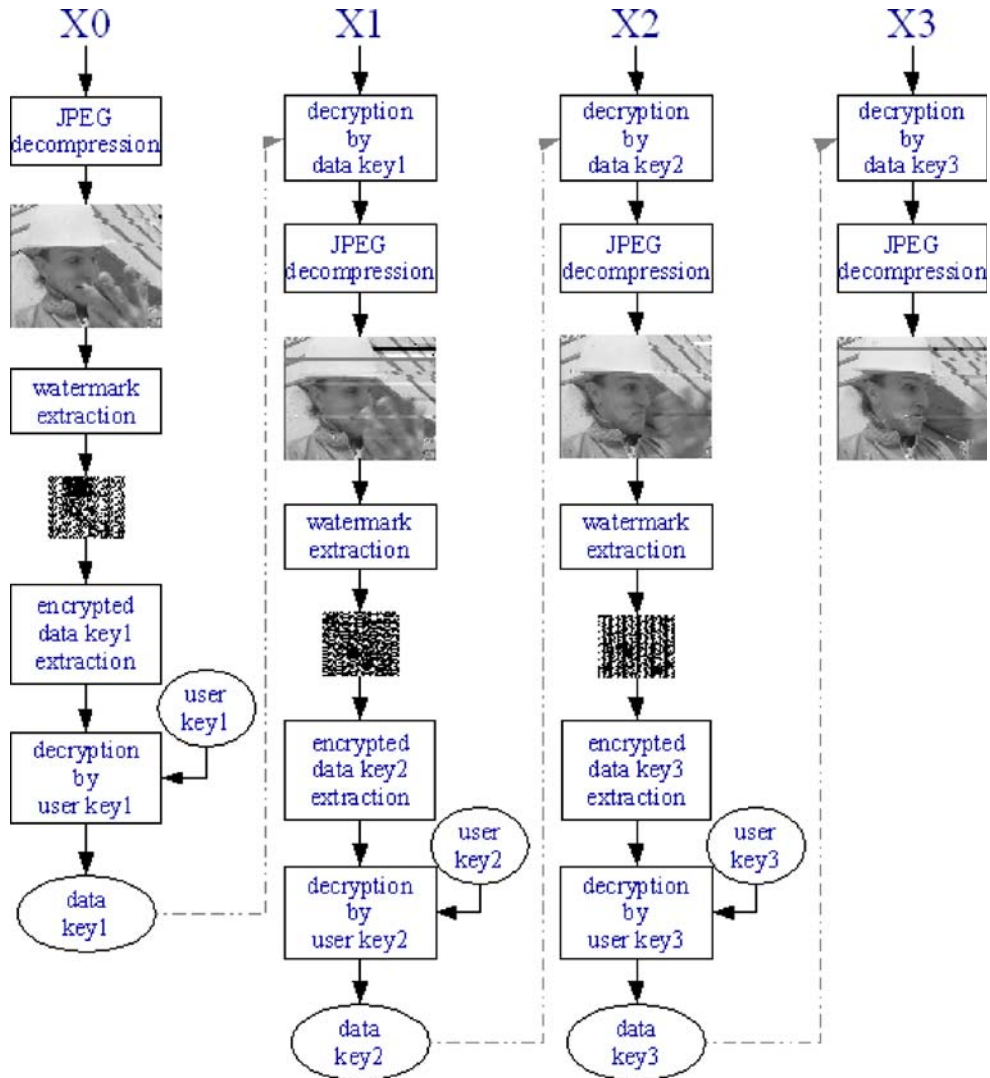 X0
JPEG
decompression
watermark
extraction
encrypted
data key1
extraction
user
key1
decryption
by
user key1
data
key1
X1
decryption
by
data key1
JPEG
decompression
watermark
extraction
encrypted
data key2
extraction
user
key2
decryption
by
user key2
data
key2
X2
decryption
by
data key2
JPEG
decompression
watermark
extraction
encrypted
data key3
extraction
user
key3
decryption
by
user key3
data
key3
X3
decryption
by
data key3
JPEG
decompression